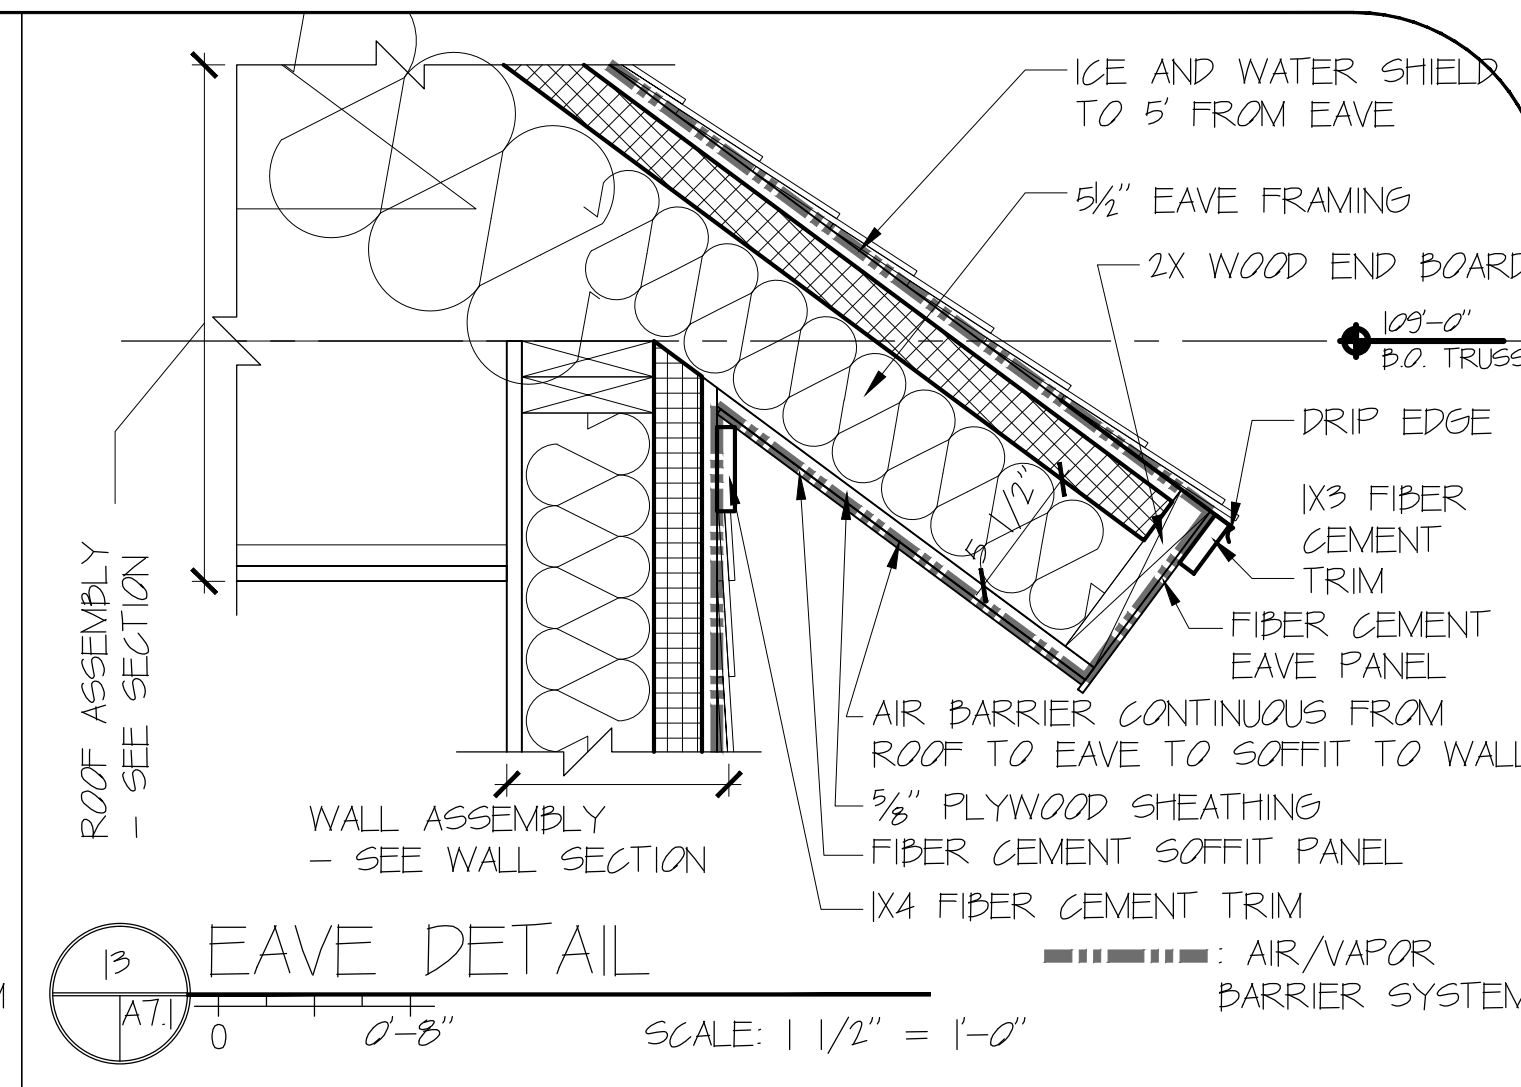 ICE AND WATER SHIELD
TO 5' FROM EAVE
5½" EAVE FRAMING
2X WOOD END BOARD
109'-0"
B.O. TRUSS
DRIP EDGE
1X3 FIBER
CEMENT
TRIM
FIBER CEMENT
EAVE PANEL
5 1/2"
AIR BARRIER CONTINUOUS FROM
ROOF TO EAVE TO SOFFIT TO WALL
⅝" PLYWOOD SHEATHING
FIBER CEMENT SOFFIT PANEL
1X4 FIBER CEMENT TRIM
ROOF ASSEMBLY
- SEE SECTION
WALL ASSEMBLY
- SEE WALL SECTION
: AIR/VAPOR
BARRIER SYSTEM
13
A7.1
EAVE DETAIL
0 0'-8"
SCALE: 1 1/2" = 1'-0"